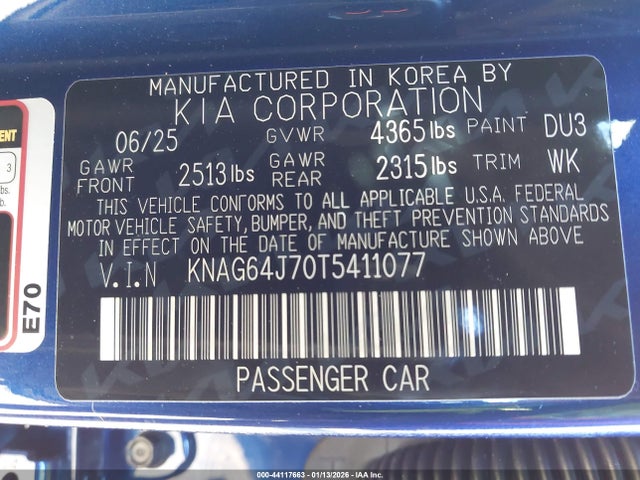 MANUFACTURED IN KOREA BY
KIA CORPORATION
06/25 GVWR 4365 lbs PAINT DU3
GAWR FRONT 2513 lbs GAWR REAR 2315 lbs TRIM WK
THIS VEHICLE CONFORMS TO ALL APPLICABLE U.S.A. FEDERAL
MOTOR VEHICLE SAFETY, BUMPER, AND THEFT PREVENTION STANDARDS
IN EFFECT ON THE DATE OF MANUFACTURE SHOWN ABOVE
V.I.N KNAG64J70T5411077
PASSENGER CAR
E70
3
000-44117663 | 01/13/2026 - IAA, Inc.